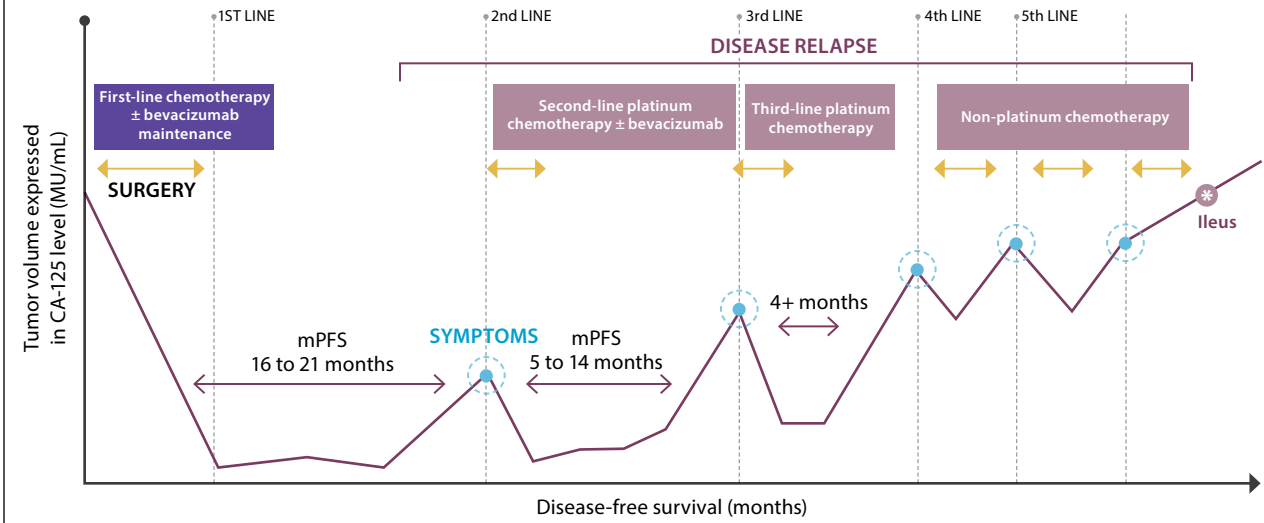 1ST LINE
2nd LINE
3rd LINE
4th LINE
5th LINE
DISEASE RELAPSE
First-line chemotherapy
± bevacizumab
maintenance
Second-line platinum
chemotherapy ± bevacizumab
Third-line platinum
chemotherapy
Non-platinum chemotherapy
SURGERY
Tumor volume expressed
in CA-125 level (MU/mL)
mPFS
16 to 21 months
SYMPTOMS
mPFS
5 to 14 months
4+ months
*
Ileus
Disease-free survival (months)